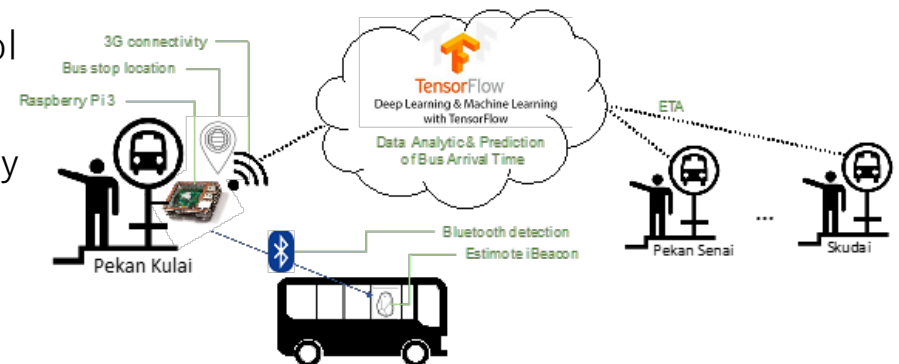 ol
y
3G connectivity
Bus stop location
Raspberry Pi 3
TensorFlow
Deep Learning & Machine Learning
with TensorFlow
Data Analytic & Prediction
of Bus Arrival Time
ETA
Bluetooth detection
Estimote iBeacon
Pekan Kulai
Pekan Senai
...
Skudai